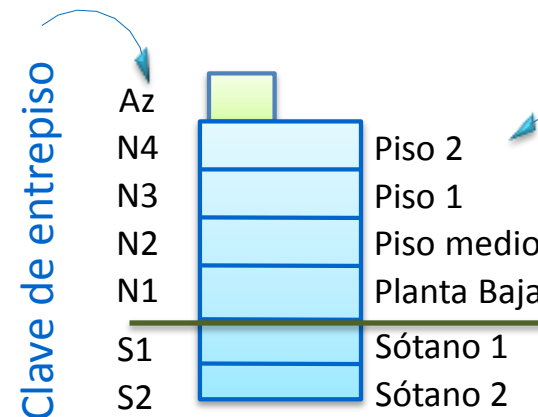 Clave de entrepiso
Az
N4 Piso 2
N3 Piso 1
N2 Piso medio
N1 Planta Baja
S1 Sótano 1
S2 Sótano 2